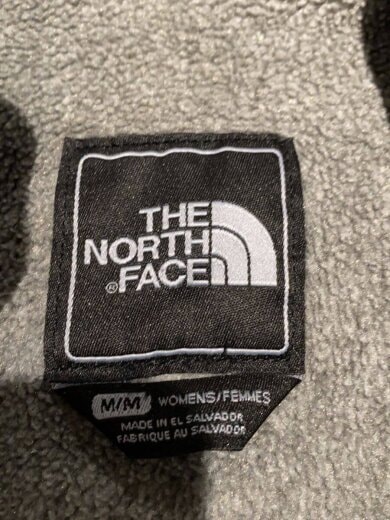 THE
NORTH
®FACE
M/M WOMENS/FEMMES
MADE IN EL SALVADOR
FABRIQUE AU SALVADOR